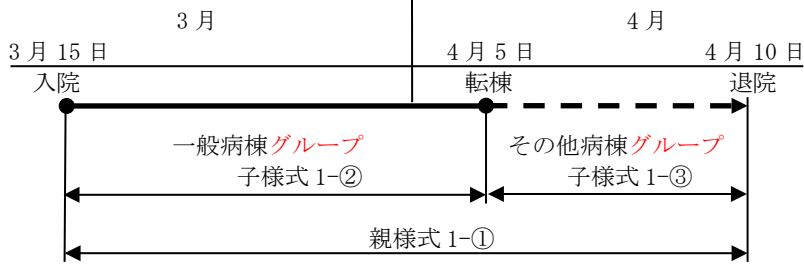 3 月 4 月
3 月 15 日 4 月 5 日 4 月 10 日
入院 転棟 退院
一般病棟グループ その他病棟グループ
子様式 1-② 子様式 1-③
親様式 1-①